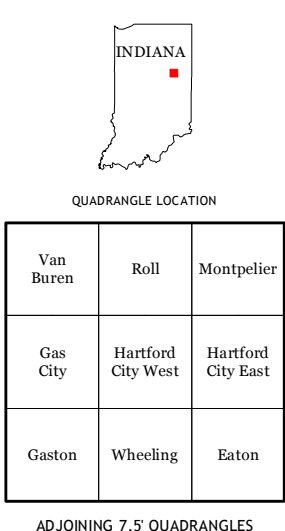 INDIANA
QUADRANGLE LOCATION
Van
Buren
Roll
Montpelier
Gas
City
Hartford
City West
Hartford
City East
Gaston
Wheeling
Eaton
ADJOINING 7.5' QUADRANGLES